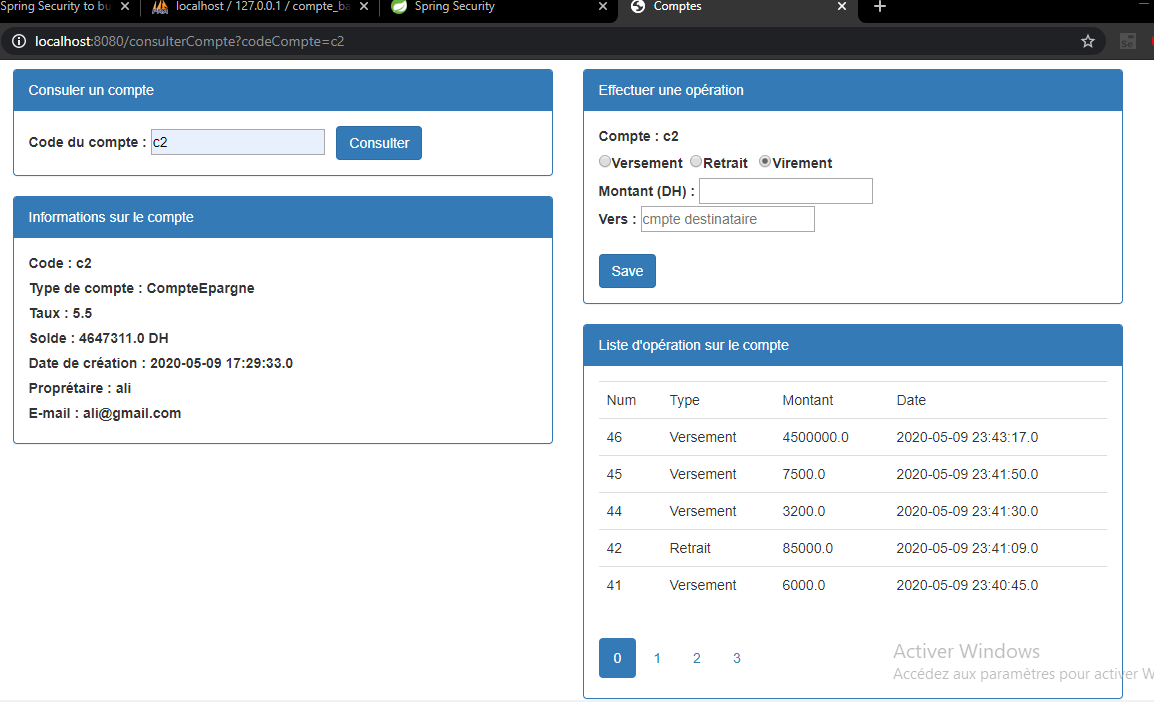 Spring Security to bu
localhost / 127.0.0.1 / compte_ba
Spring Security
Comptes
localhost:8080/consulterCompte?codeCompte=c2
Consuler un compte
Code du compte : c2 Consulter
Informations sur le compte
Code : c2
Type de compte : CompteEpargne
Taux : 5.5
Solde : 4647311.0 DH
Date de création : 2020-05-09 17:29:33.0
Proprétaire : ali
E-mail : ali@gmail.com
Effectuer une opération
Compte : c2
Versement Retrait Virement
Montant (DH) :
Vers : cmpte destinataire
Save
Liste d'opération sur le compte
Num Type Montant Date
46 Versement 4500000.0 2020-05-09 23:43:17.0
45 Versement 7500.0 2020-05-09 23:41:50.0
44 Versement 3200.0 2020-05-09 23:41:30.0
42 Retrait 85000.0 2020-05-09 23:41:09.0
41 Versement 6000.0 2020-05-09 23:40:45.0
0 1 2 3
Activer Windows
Accédez aux paramètres pour activer W